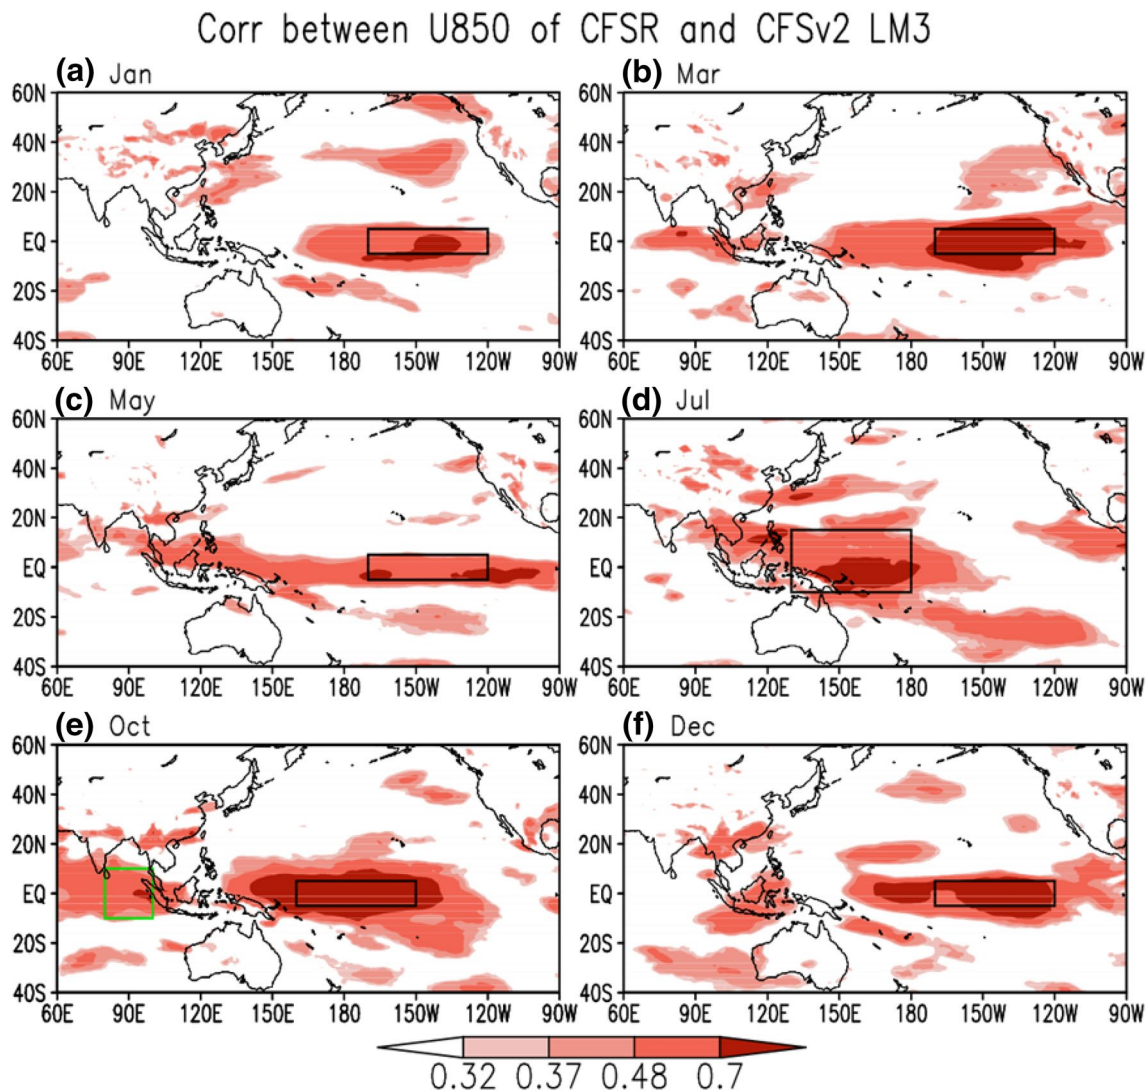 Corr between U850 of CFSR and CFSv2 LM3
(a) Jan (b) Mar
60N 60N
40N 40N
20N 20N
EQ EQ
20S 20S
40S 40S
60E 90E 120E 150E 180 150W 120W 90W 60E 90E 120E 150E 180 150W 120W 90W
(c) May (d) Jul
60N 60N
40N 40N
20N 20N
EQ EQ
20S 20S
40S 40S
60E 90E 120E 150E 180 150W 120W 90W 60E 90E 120E 150E 180 150W 120W 90W
(e) Oct (f) Dec
60N 60N
40N 40N
20N 20N
EQ EQ
20S 20S
40S 40S
60E 90E 120E 150E 180 150W 120W 90W 60E 90E 120E 150E 180 150W 120W 90W
0.32 0.37 0.48 0.7